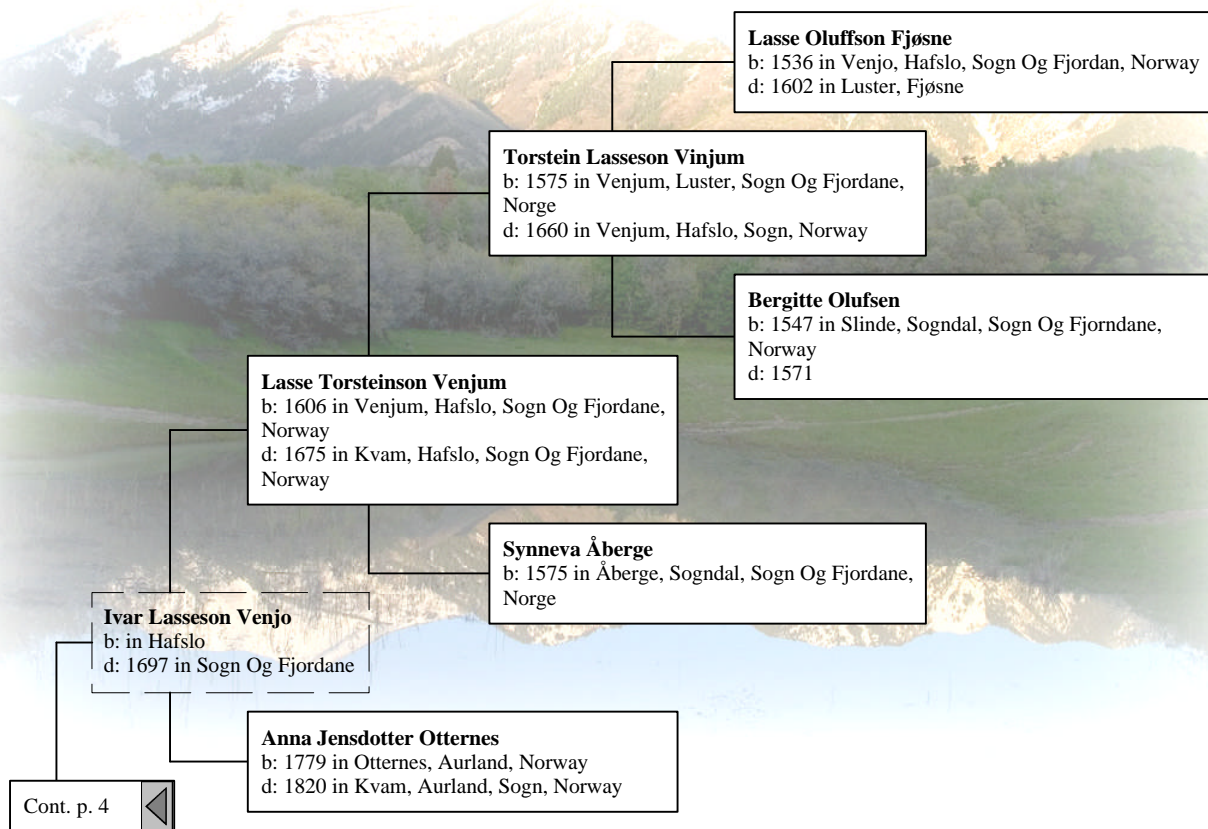 Lasse Oluffson Fjøsne
b: 1536 in Venjo, Hafslo, Sogn Og Fjordan, Norway
d: 1602 in Luster, Fjøsne
Torstein Lasseson Vinjum
b: 1575 in Venjum, Luster, Sogn Og Fjordane,
Norge
d: 1660 in Venjum, Hafslo, Sogn, Norway
Bergitte Olufsen
b: 1547 in Slinde, Sogndal, Sogn Og Fjorndane,
Norway
d: 1571
Lasse Torsteinson Venjum
b: 1606 in Venjum, Hafslo, Sogn Og Fjordane,
Norway
d: 1675 in Kvam, Hafslo, Sogn Og Fjordane,
Norway
Synneva Åberge
b: 1575 in Åberge, Sogndal, Sogn Og Fjordane,
Norge
Ivar Lasseson Venjo
b: in Hafslo
d: 1697 in Sogn Og Fjordane
Anna Jensdotter Otternes
b: 1779 in Otternes, Aurland, Norway
d: 1820 in Kvam, Aurland, Sogn, Norway
Cont. p. 4